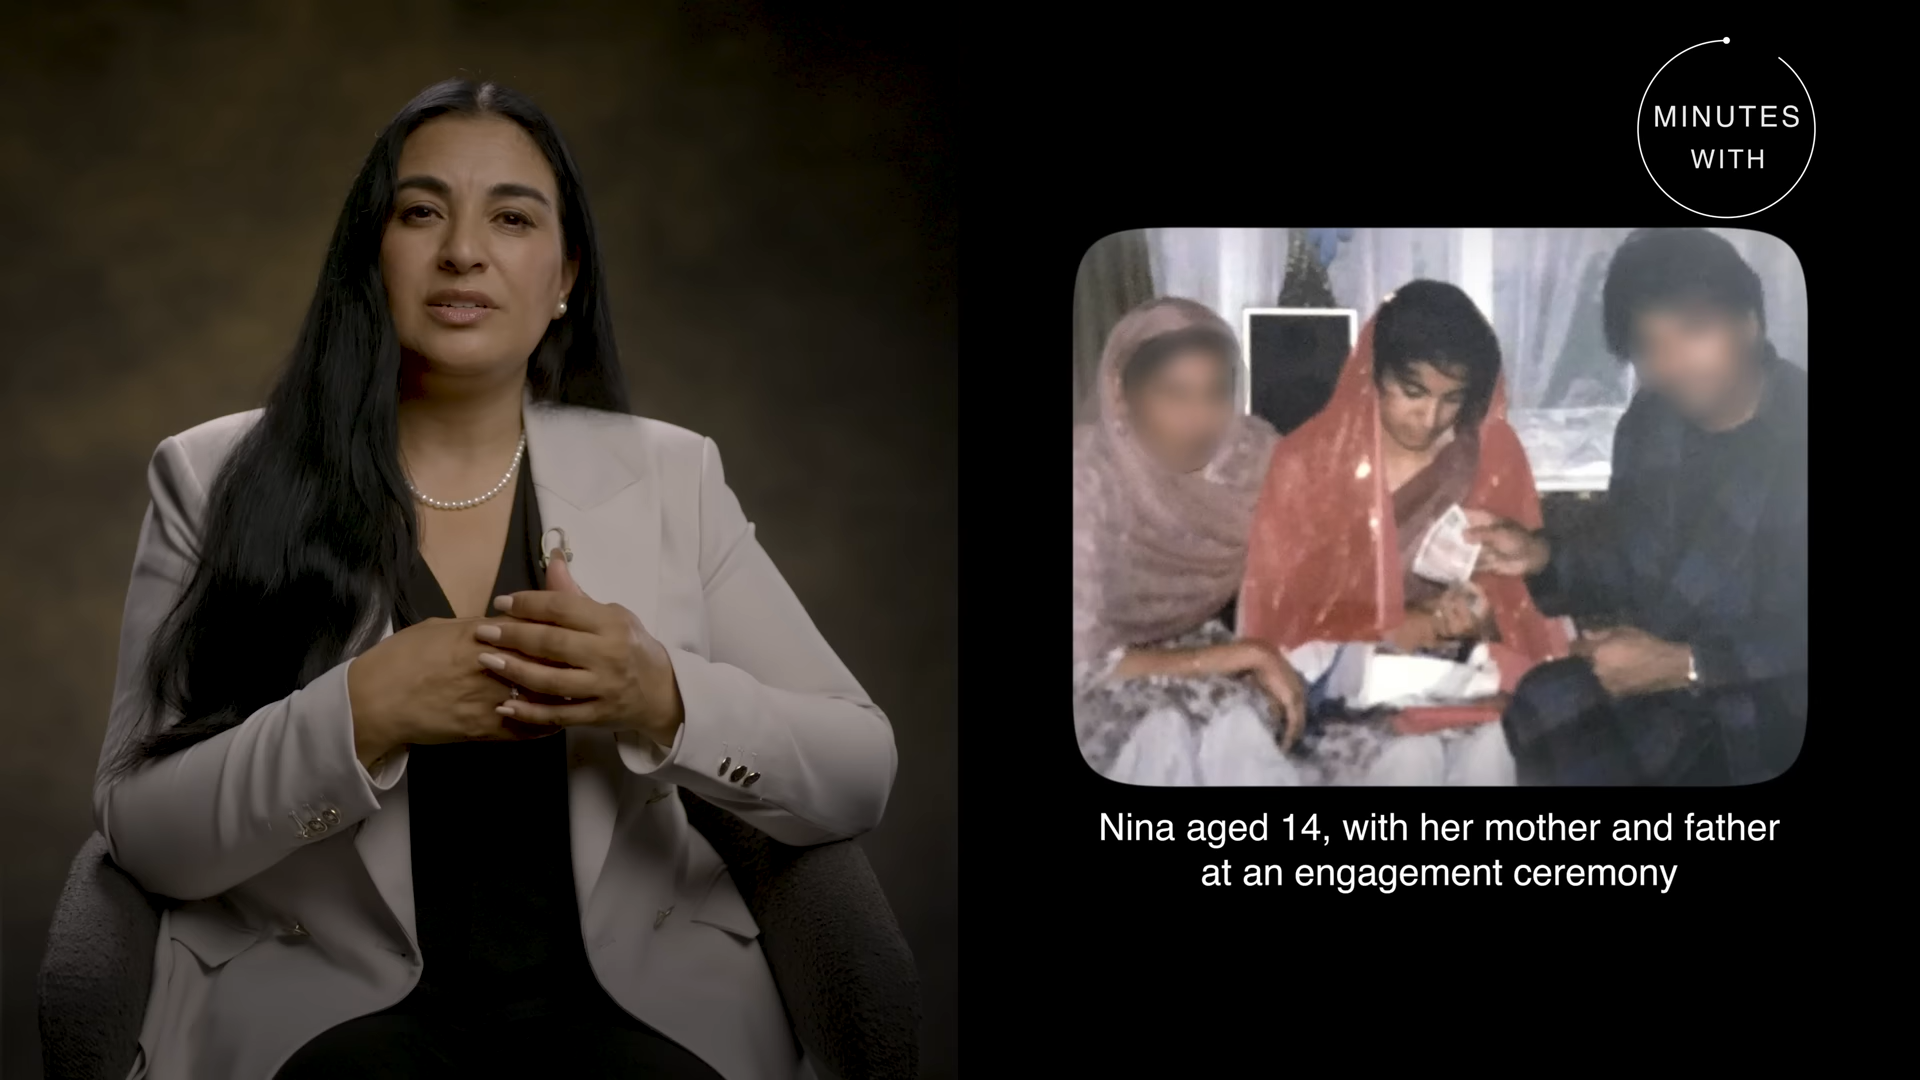 MINUTES
WITH
Nina aged 14, with her mother and father
at an engagement ceremony